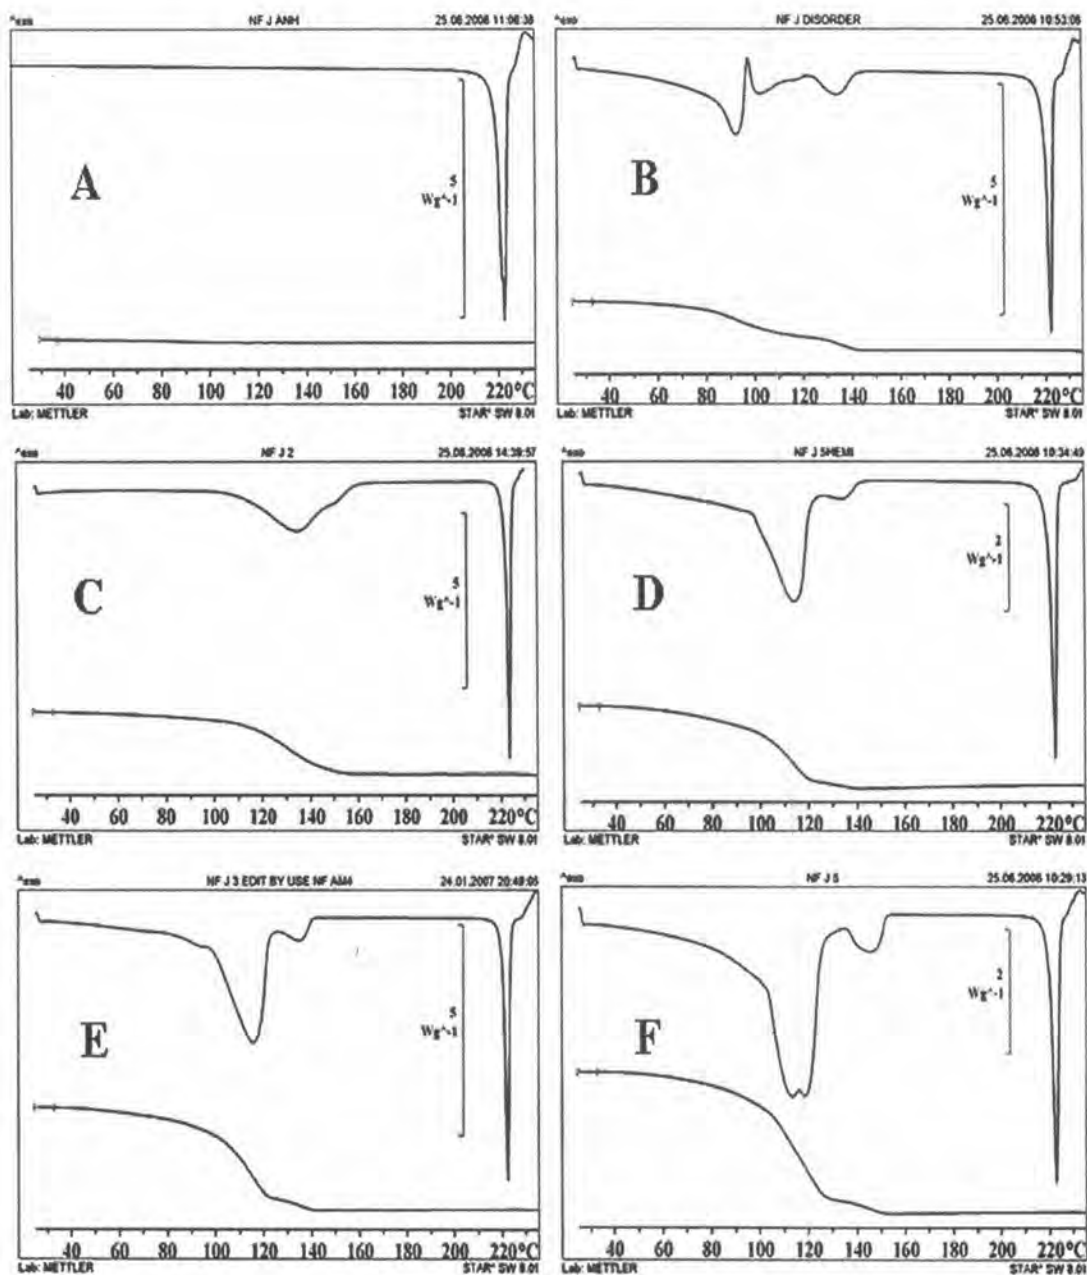 ^exo NF J ANH 25.06.2006 11:06:38
A
5
Wg^-1
40 60 80 100 120 140 160 180 200 220°C
Lab: METTLER STAR* SW 8.01
^exo NF J DISORDER 25.06.2006 10:53:06
B
5
Wg^-1
40 60 80 100 120 140 160 180 200 220°C
Lab: METTLER STAR* SW 8.01
^exo NF J 2 25.06.2006 14:39:57
C
5
Wg^-1
40 60 80 100 120 140 160 180 200 220°C
Lab: METTLER STAR* SW 8.01
^exo NF J 5HEMI 25.06.2006 10:34:49
D
2
Wg^-1
40 60 80 100 120 140 160 180 200 220°C
Lab: METTLER STAR* SW 8.01
^exo NF J 3 EDIT BY USE NF AM4 24.01.2007 20:49:05
E
5
Wg^-1
40 60 80 100 120 140 160 180 200 220°C
Lab: METTLER STAR* SW 8.01
^exo NF J 5 25.06.2006 10:29:13
F
2
Wg^-1
40 60 80 100 120 140 160 180 200 220°C
Lab: METTLER STAR* SW 8.01